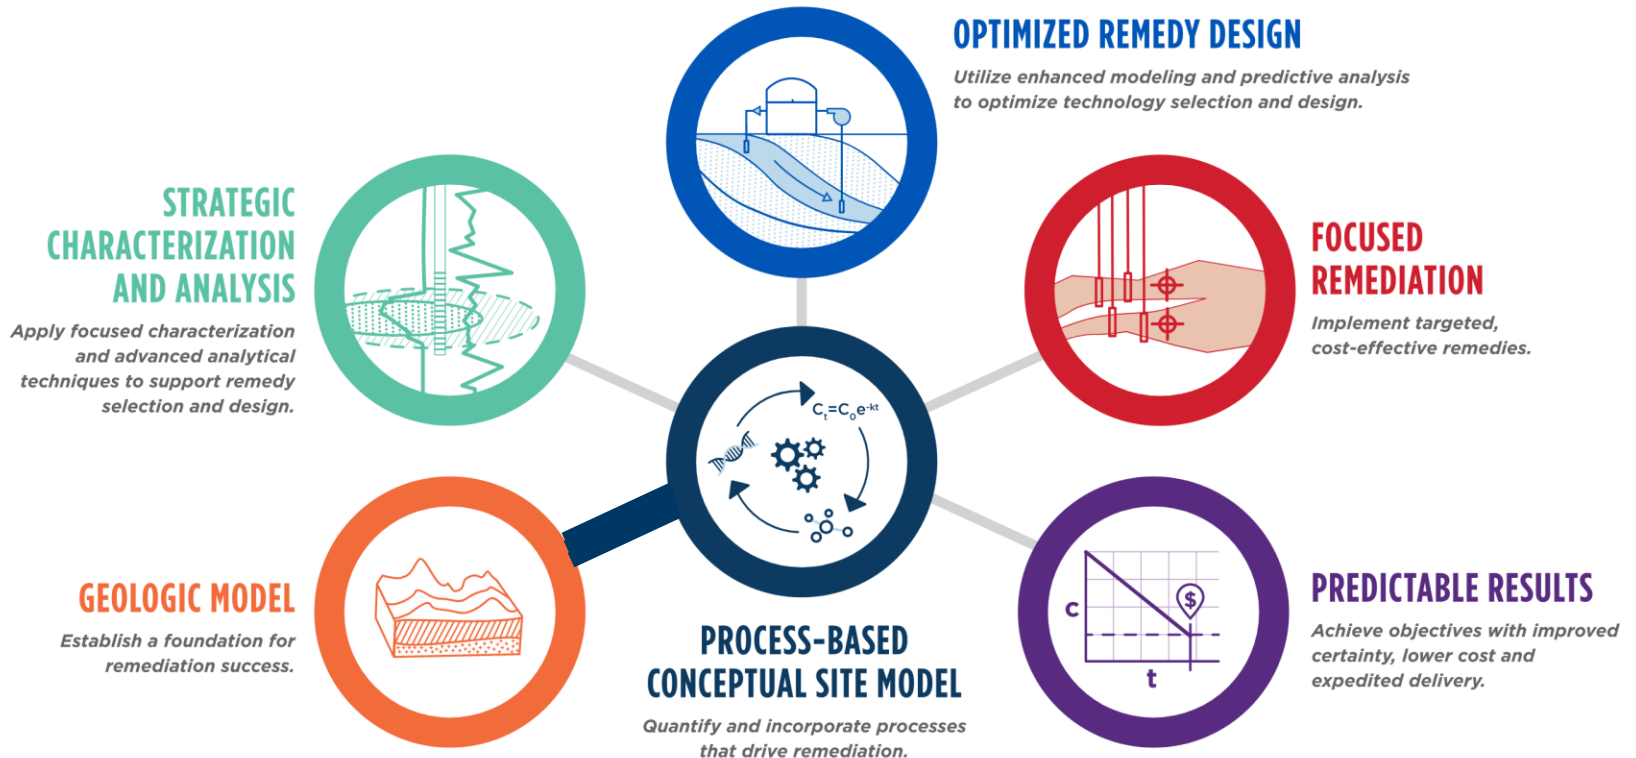 OPTIMIZED REMEDY DESIGN
Utilize enhanced modeling and predictive analysis
to optimize technology selection and design.
STRATEGIC
CHARACTERIZATION
AND ANALYSIS
Apply focused characterization
and advanced analytical
techniques to support remedy
selection and design.
FOCUSED
REMEDIATION
Implement targeted,
cost-effective remedies.
Cₜ=C₀e⁻ᵏᵗ
GEOLOGIC MODEL
Establish a foundation for
remediation success.
PROCESS-BASED
CONCEPTUAL SITE MODEL
Quantify and incorporate processes
that drive remediation.
$
c
t
PREDICTABLE RESULTS
Achieve objectives with improved
certainty, lower cost and
expedited delivery.